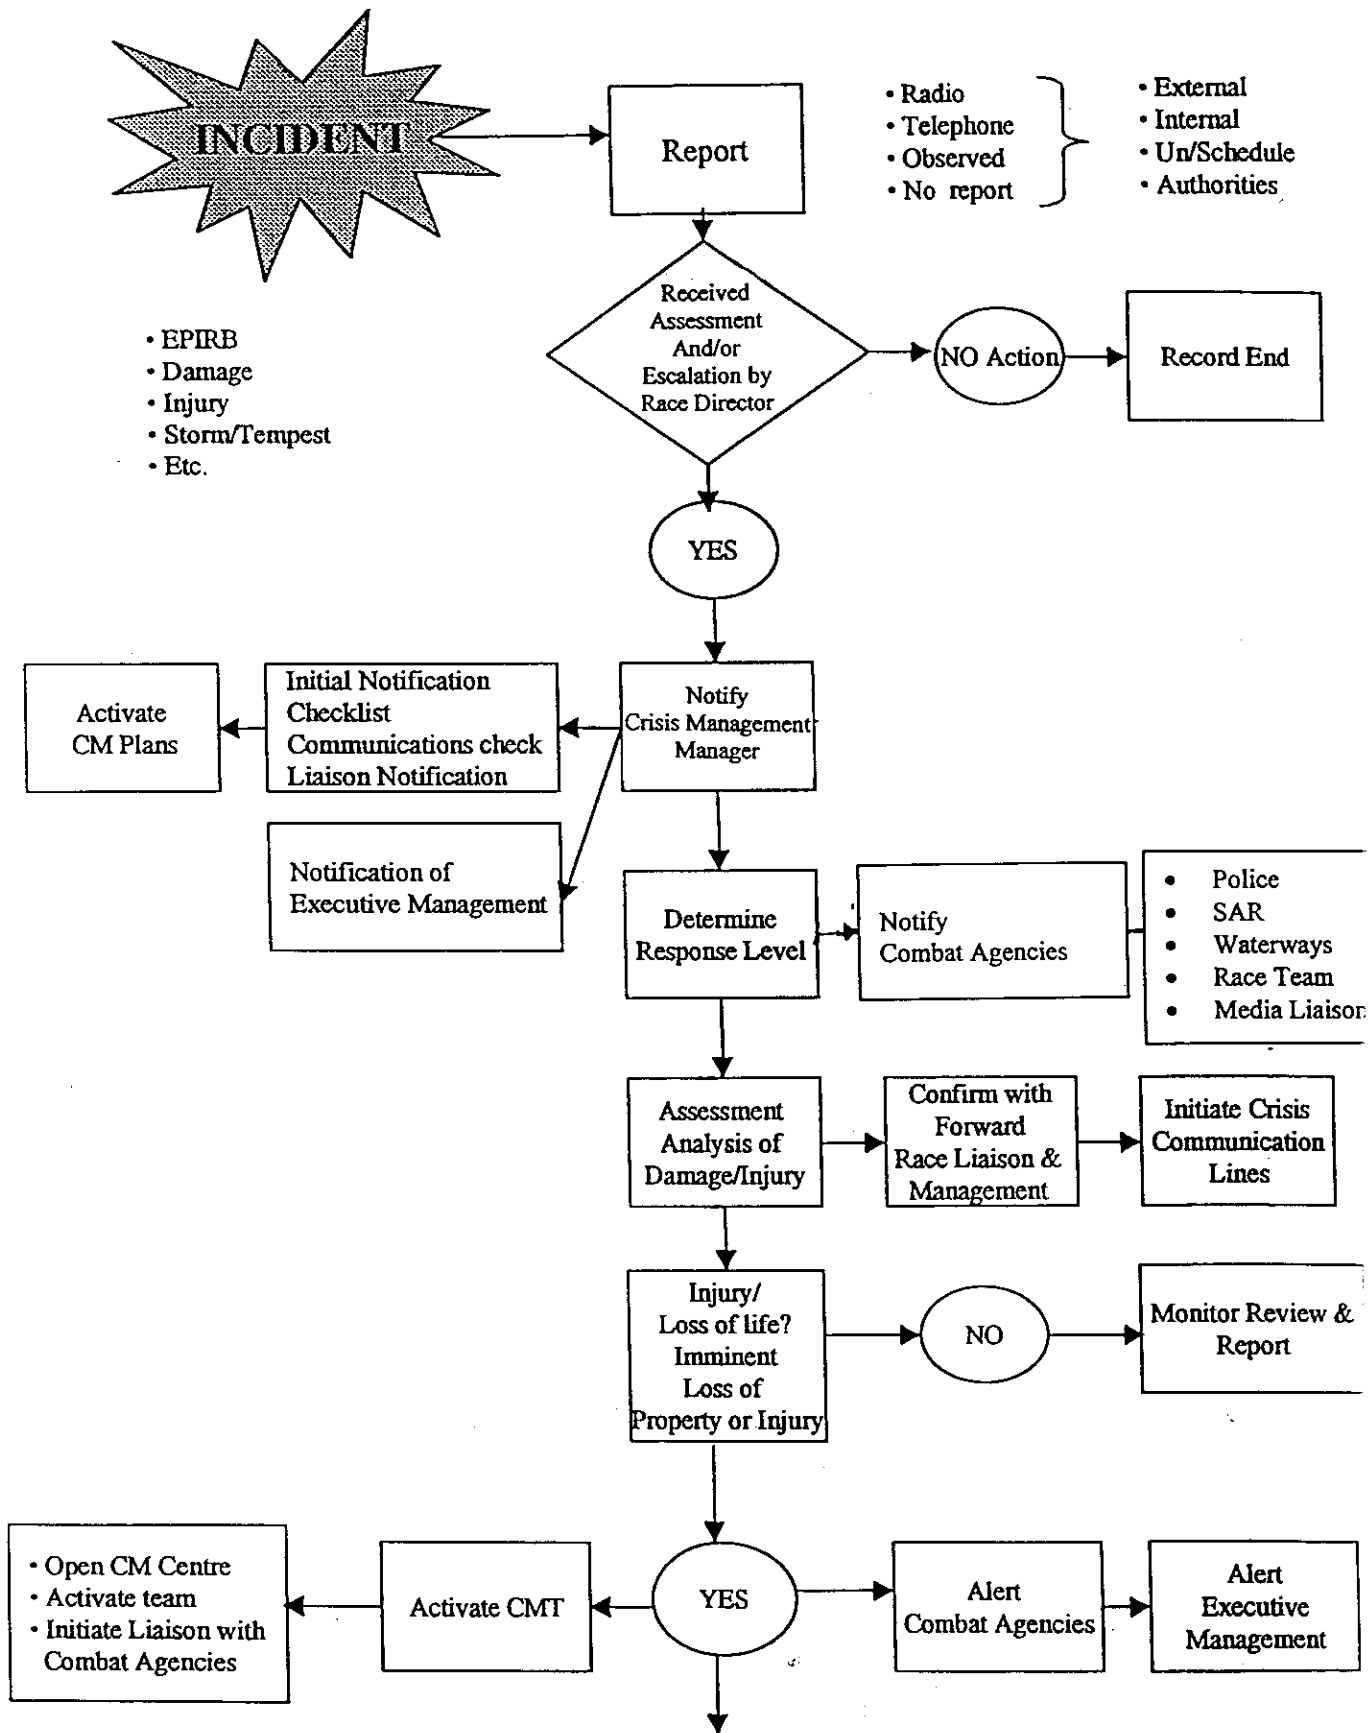 INCIDENT
Report
• Radio
• Telephone
• Observed
• No report
• External
• Internal
• Un/Schedule
• Authorities
• EPIRB
• Damage
• Injury
• Storm/Tempest
• Etc.
Received
Assessment
And/or
Escalation by
Race Director
NO Action
Record End
YES
Notify
Crisis Management
Manager
Initial Notification
Checklist
Communications check
Liaison Notification
Activate
CM Plans
Notification of
Executive Management
Determine
Response Level
Notify
Combat Agencies
• Police
• SAR
• Waterways
• Race Team
• Media Liaison
Assessment
Analysis of
Damage/Injury
Confirm with
Forward
Race Liaison &
Management
Initiate Crisis
Communication
Lines
Injury/
Loss of life?
Imminent
Loss of
Property or Injury
NO
Monitor Review &
Report
• Open CM Centre
• Activate team
• Initiate Liaison with
Combat Agencies
Activate CMT
YES
Alert
Combat Agencies
Alert
Executive
Management